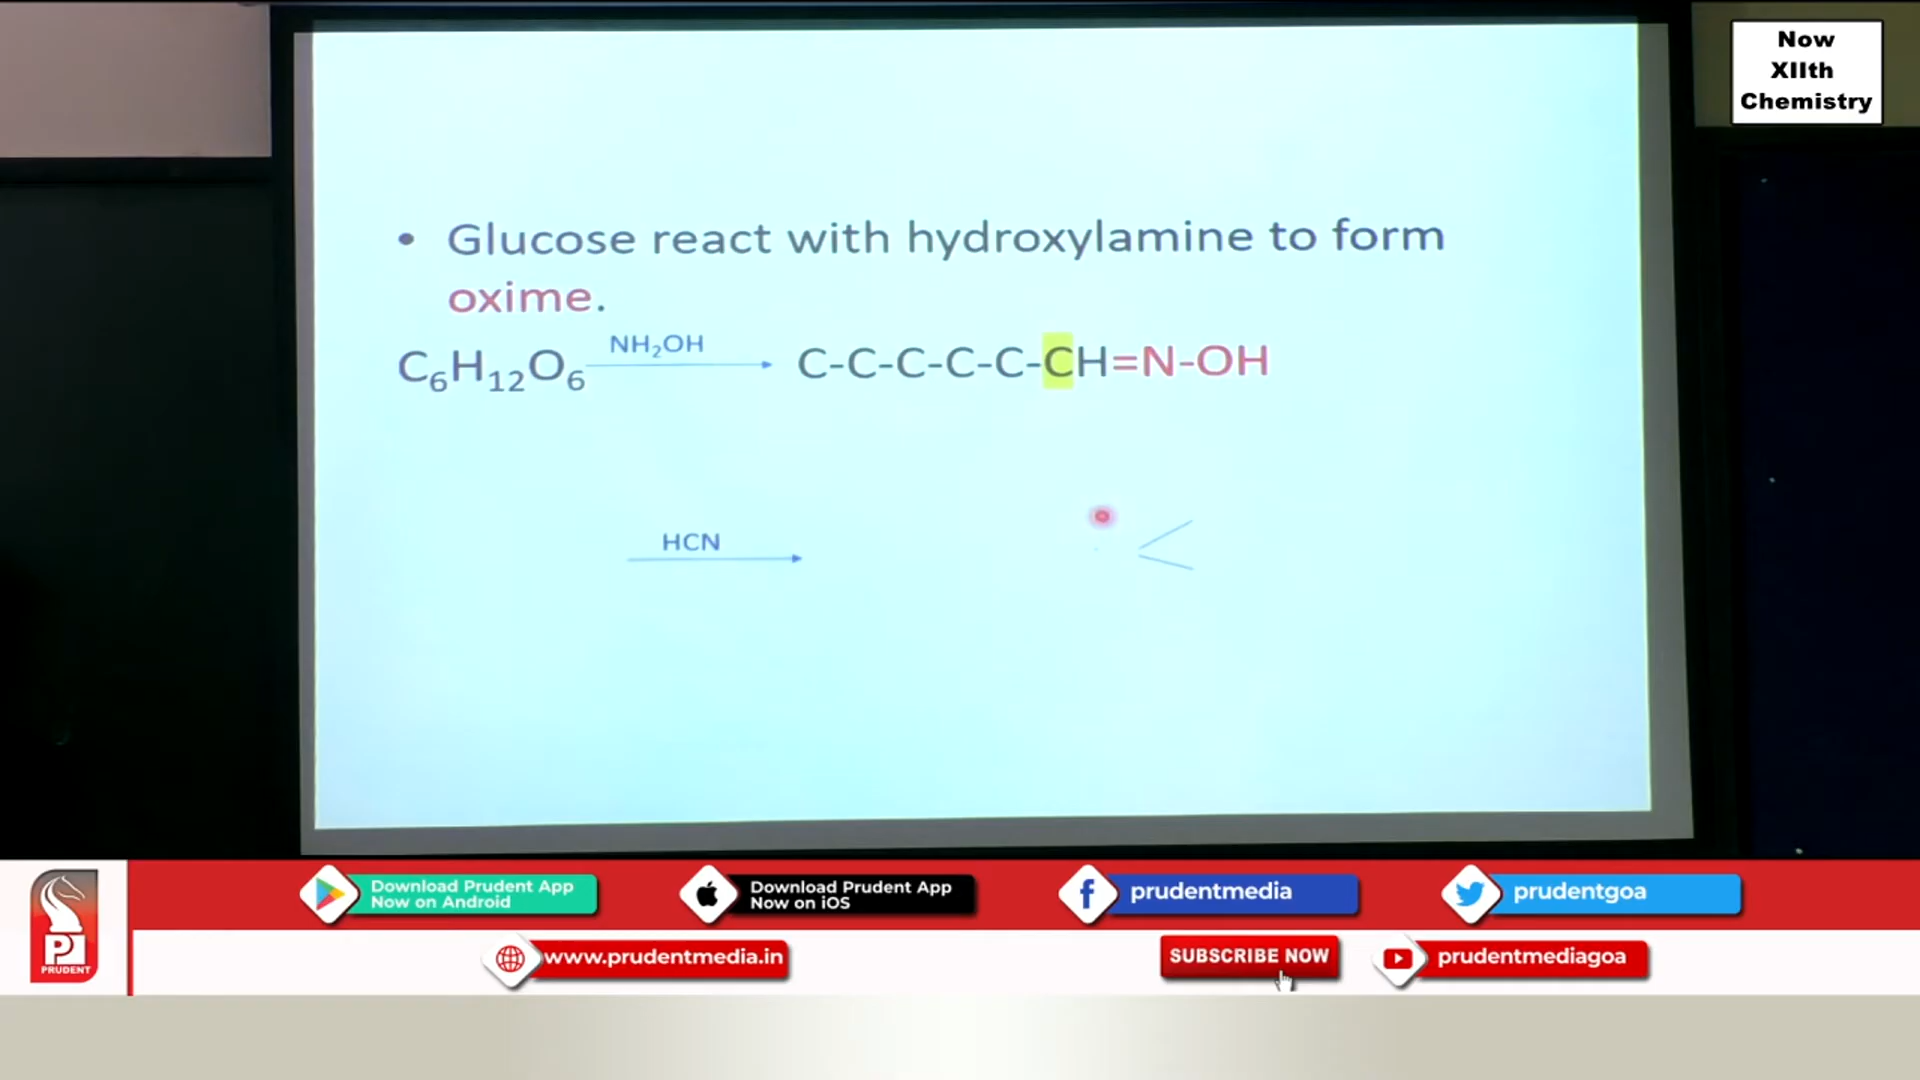 Now
XIIth
Chemistry
• Glucose react with hydroxylamine to form
oxime.
C₆H₁₂O₆ NH₂OH C-C-C-C-C-CH=N-OH
HCN
Download Prudent App
Now on Android
Download Prudent App
Now on iOS
prudentmedia
prudentgoa
PRUDENT
www.prudentmedia.in
SUBSCRIBE NOW
prudentmediagoa